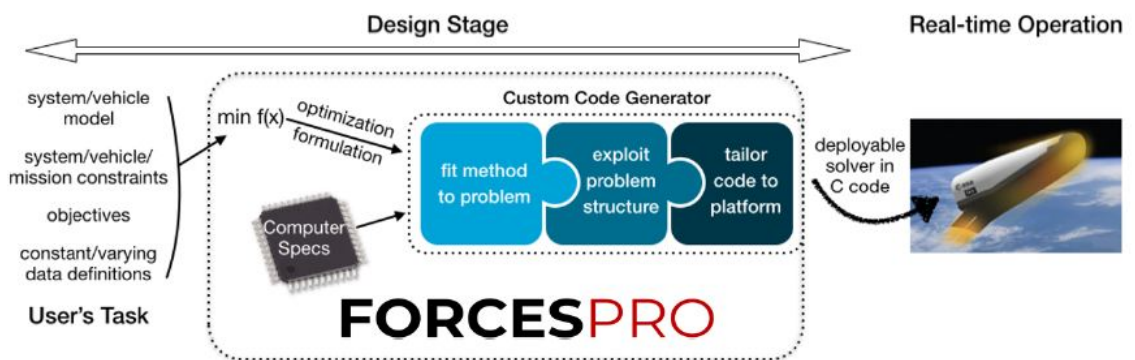 Design Stage
Real-time Operation
system/vehicle
model
system/vehicle/
mission constraints
objectives
constant/varying
data definitions
User's Task
min f(x)
optimization
formulation
Computer
Specs
Custom Code Generator
fit method
to problem
exploit
problem
structure
tailor
code to
platform
FORCESPRO
deployable
solver in
C code
esa